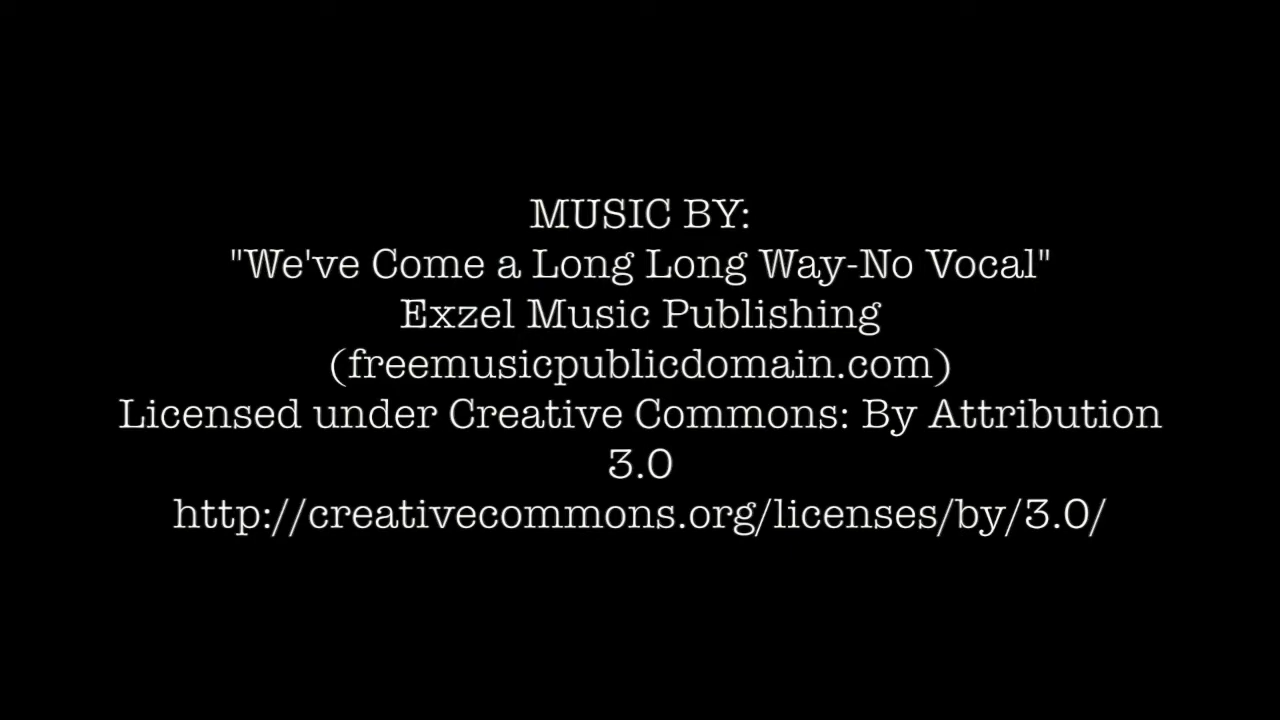 MUSIC BY:
"We've Come a Long Long Way-No Vocal"
Exzel Music Publishing
(freemusicpublicdomain.com)
Licensed under Creative Commons: By Attribution
3.0
http://creativecommons.org/licenses/by/3.0/